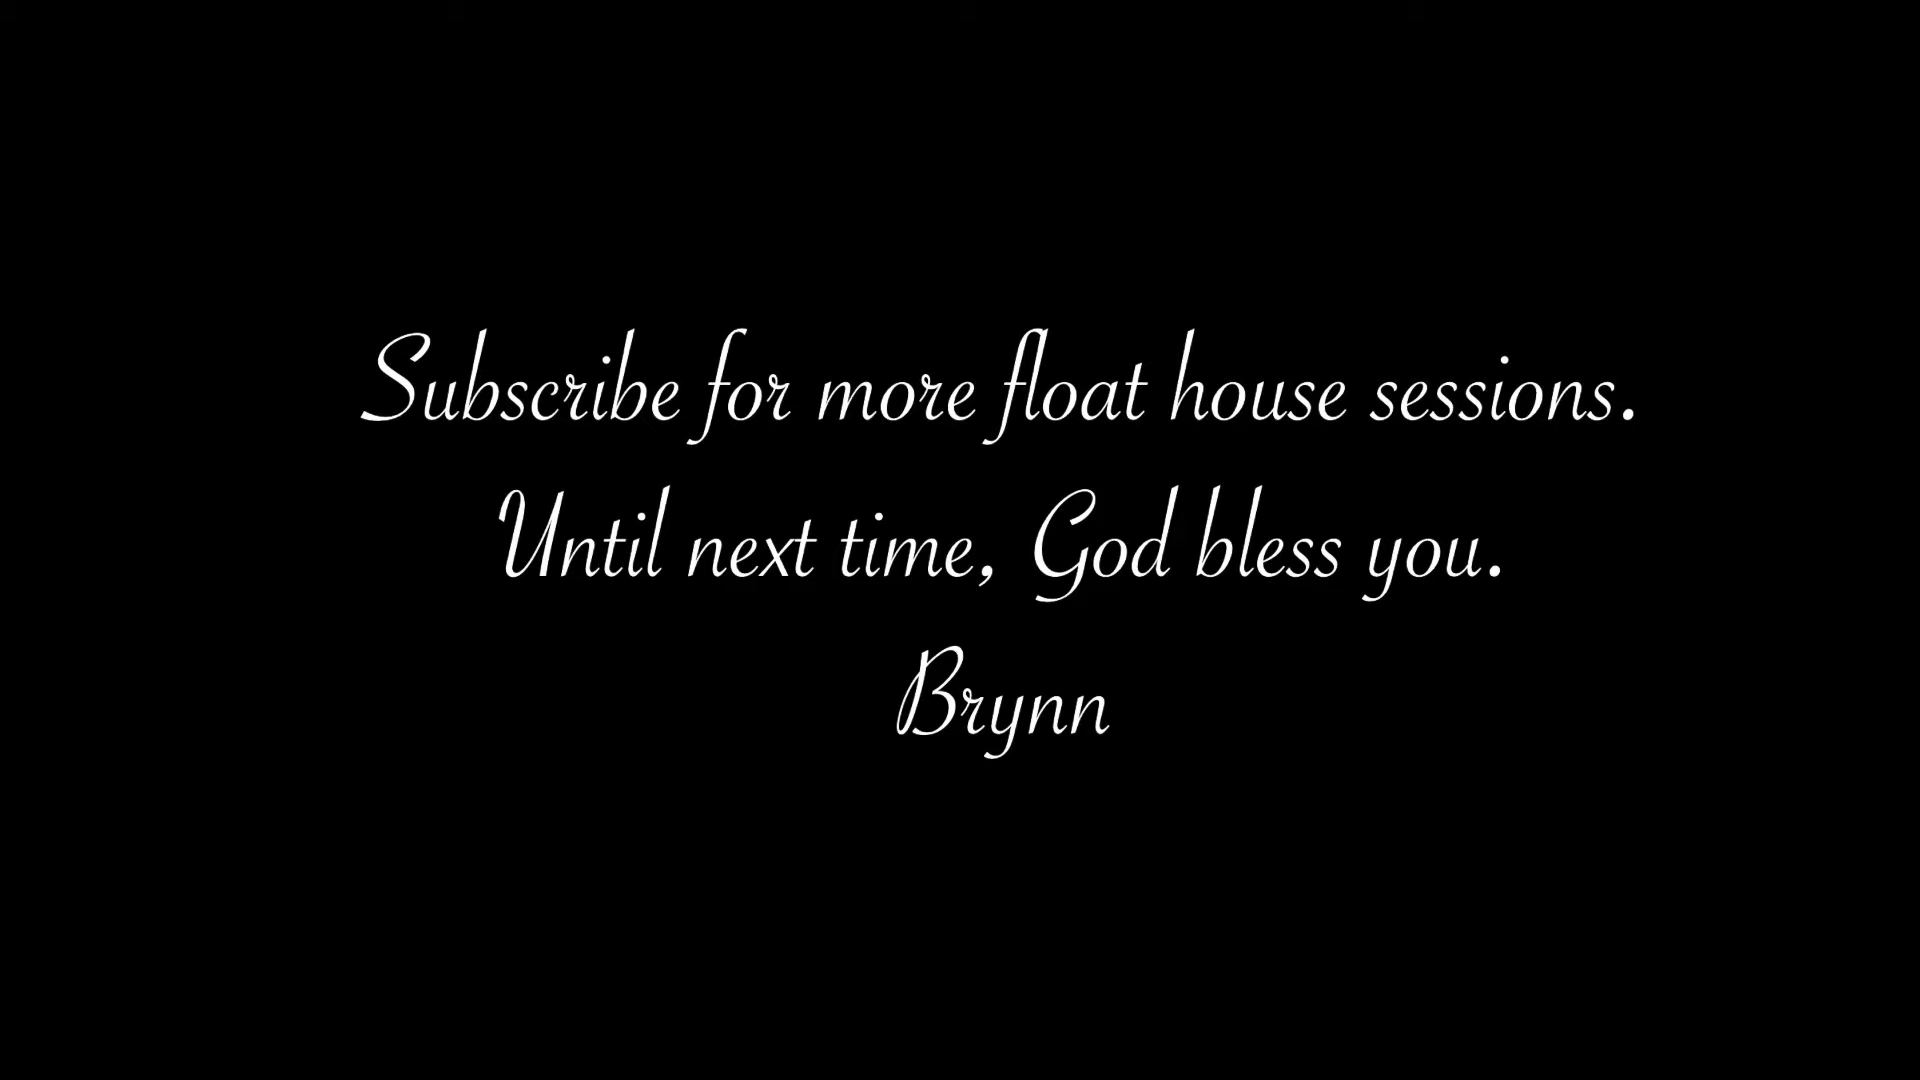 Subscribe for more float house sessions.
Until next time, God bless you.
Brynn